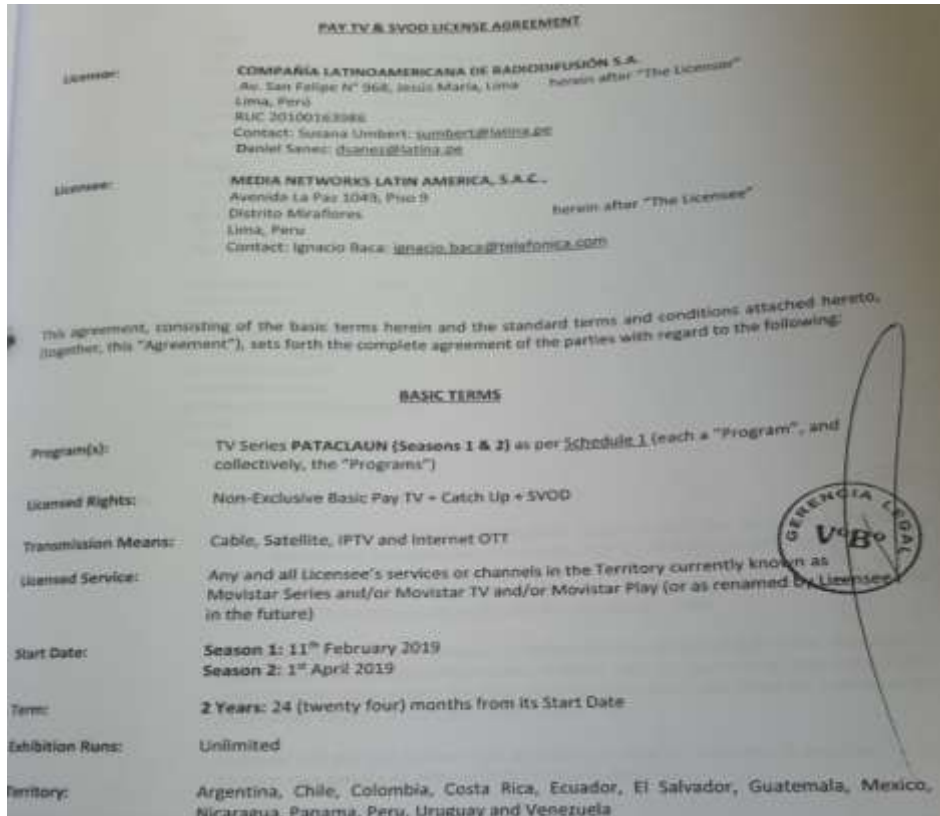 PAY TV & SVOD LICENSE AGREEMENT
Licensor:
COMPAÑÍA LATINOAMERICANA DE RADIODIFUSIÓN S.A.
Av. San Felipe N° 968, Jesús María, Lima
herein after "The Licensor"
Lima, Perú
RUC 20100163986
Contact: Susana Umbert: sumbert@latina.pe
Daniel Sanez: dsanez@latina.pe
Licensee:
MEDIA NETWORKS LATIN AMERICA, S.A.C.,
Avenida La Paz 1049, Piso 9
Distrito Miraflores
herein after "The Licensee"
Lima, Peru
Contact: Ignacio Baca: ignacio.baca@telefonica.com
This agreement, consisting of the basic terms herein and the standard terms and conditions attached hereto,
(together, this "Agreement"), sets forth the complete agreement of the parties with regard to the following:
BASIC TERMS
Program(s):
TV Series PATACLAUN (Seasons 1 & 2) as per Schedule 1 (each a "Program", and
collectively, the "Programs")
Licensed Rights:
Non-Exclusive Basic Pay TV + Catch Up + SVOD
Transmission Means:
Cable, Satellite, IPTV and Internet OTT
GERENCIA LEGAL
V°B°
Licensed Service:
Any and all Licensee's services or channels in the Territory currently known as
Movistar Series and/or Movistar TV and/or Movistar Play (or as renamed by Licensee
in the future)
Start Date:
Season 1: 11th February 2019
Season 2: 1st April 2019
Term:
2 Years: 24 (twenty four) months from its Start Date
Exhibition Runs:
Unlimited
Territory:
Argentina, Chile, Colombia, Costa Rica, Ecuador, El Salvador, Guatemala, Mexico,
Nicaragua, Panama, Peru, Uruguay and Venezuela